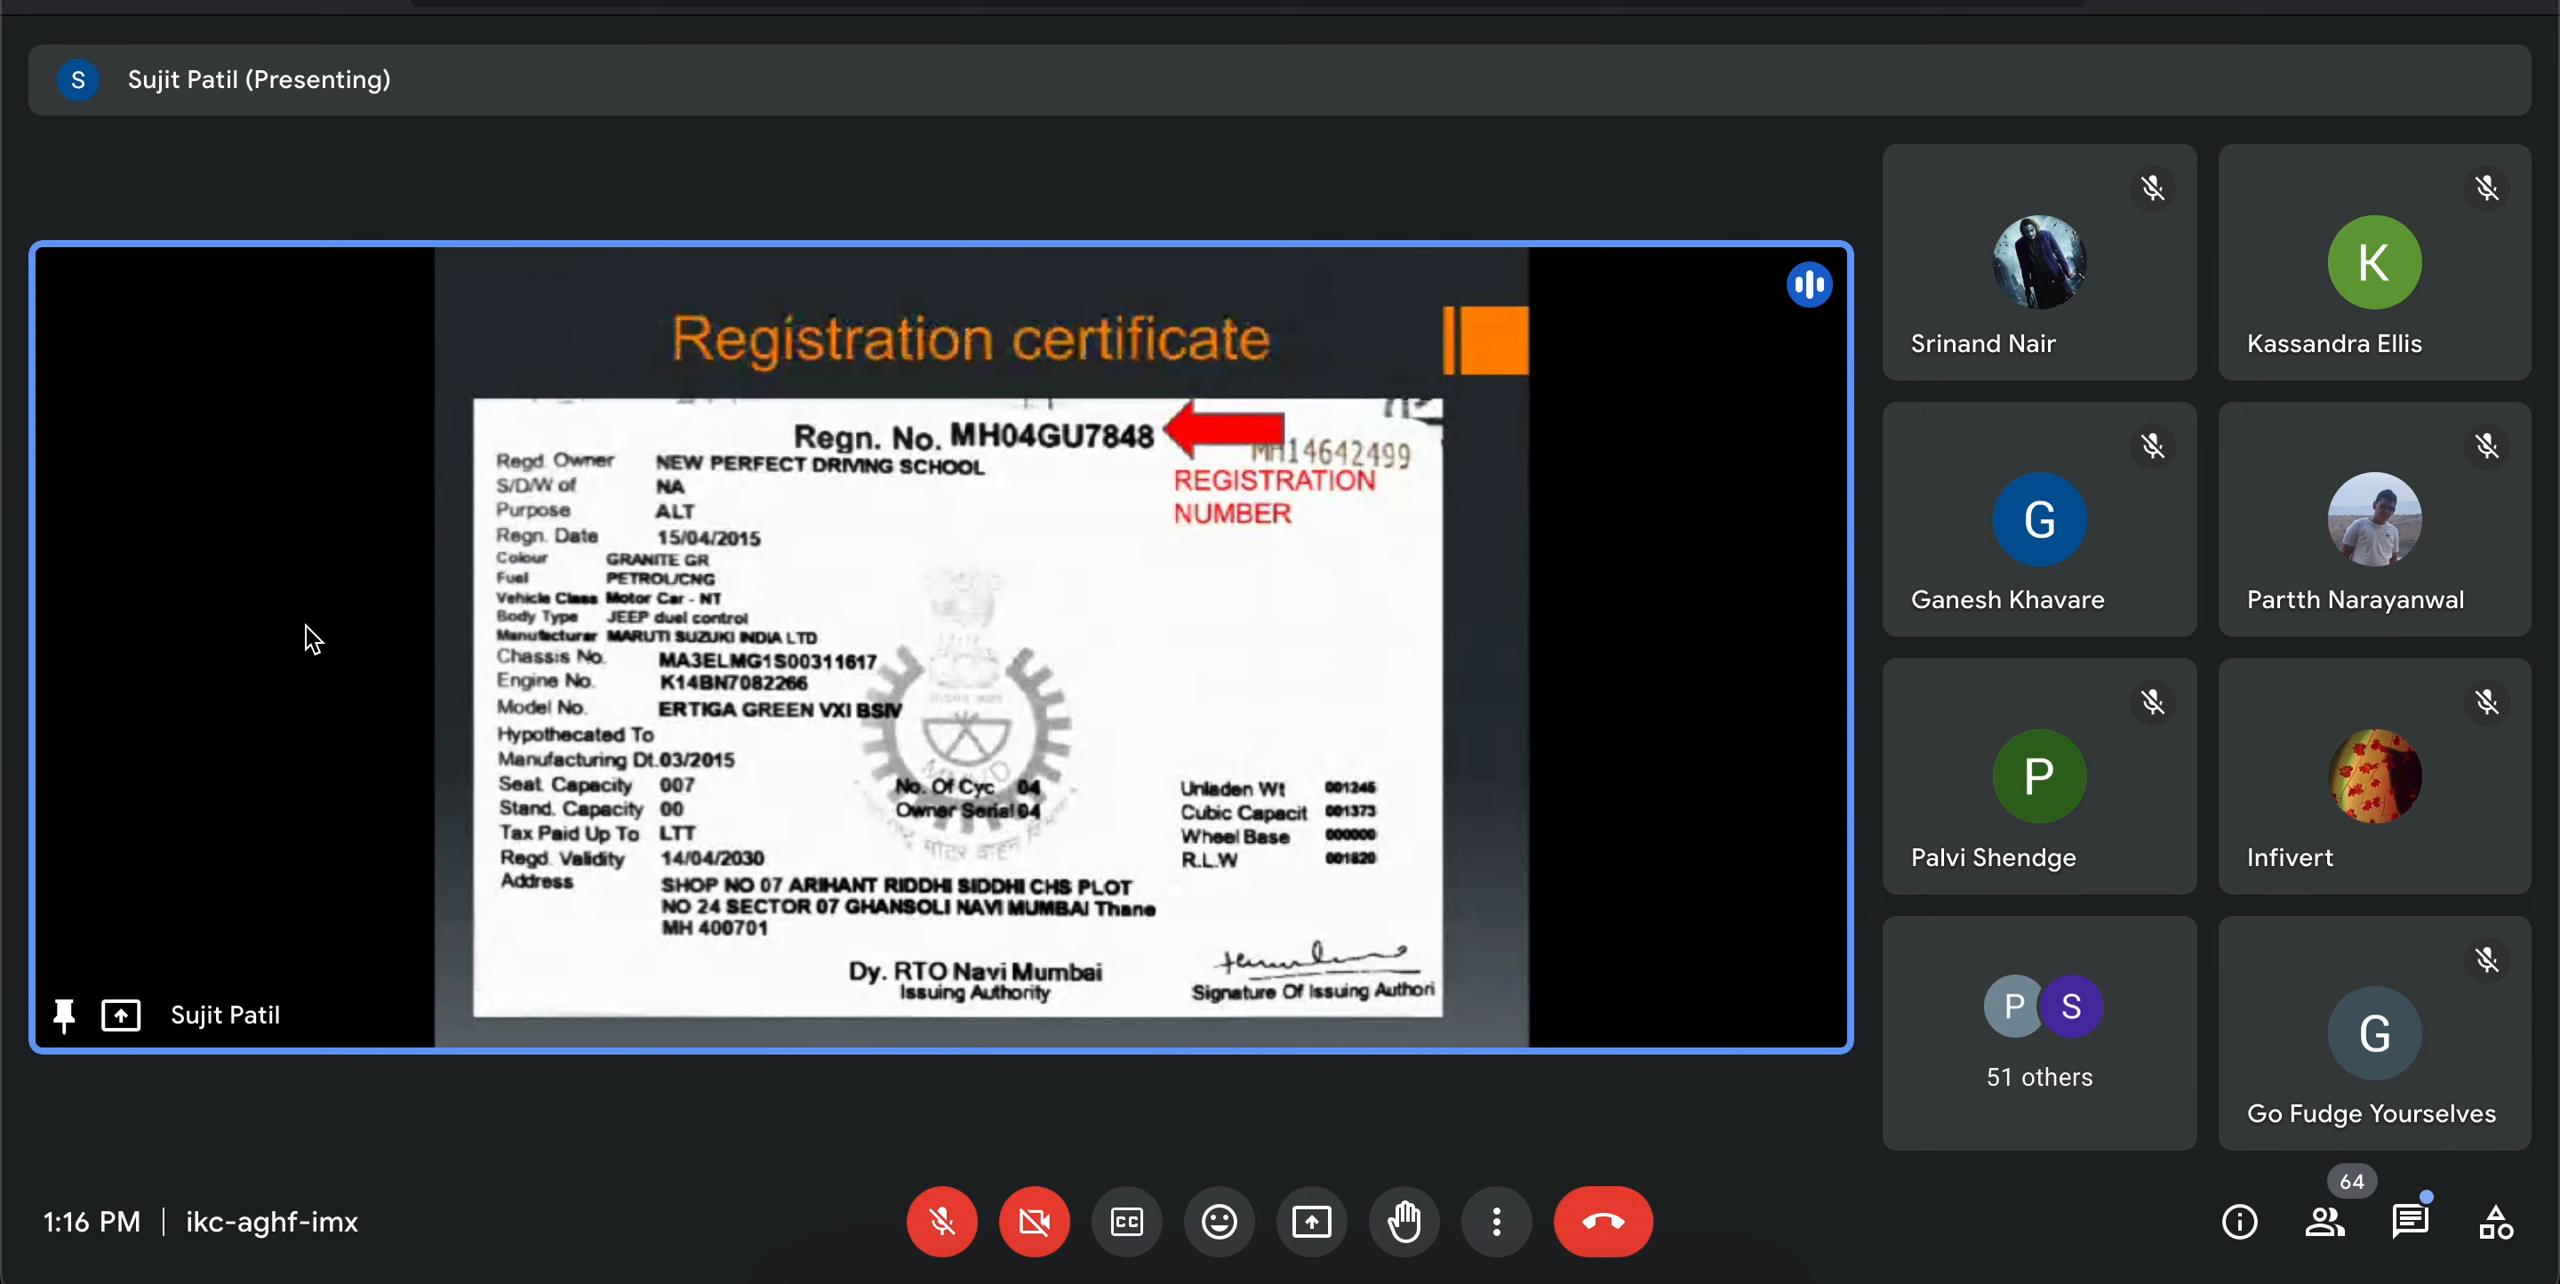 S Sujit Patil (Presenting)
Registration certificate
Regn. No. MH04GU7848
MH14642499
REGISTRATION
NUMBER
Regd. Owner NEW PERFECT DRIVING SCHOOL
S/D/W of NA
Purpose ALT
Regn. Date 15/04/2015
Colour GRANITE GR
Fuel PETROL/CNG
Vehicle Class Motor Car - NT
Body Type JEEP duel control
Manufacturer MARUTI SUZUKI INDIA LTD
Chassis No. MA3ELMG1S00311617
Engine No. K14BN7082266
Model No. ERTIGA GREEN VXI BSIV
Hypothecated To
Manufacturing Dt. 03/2015
Seat. Capacity 007 No. Of Cyc 04 Unladen Wt 001245
Stand. Capacity 00 Owner Serial 04 Cubic Capacit 001373
Tax Paid Up To LTT Wheel Base 000000
Regd. Validity 14/04/2030 R.L.W 001820
Address SHOP NO 07 ARIHANT RIDDHI SIDDHI CHS PLOT
NO 24 SECTOR 07 GHANSOLI NAVI MUMBAI Thane
MH 400701
Dy. RTO Navi Mumbai
Issuing Authority
Signature Of Issuing Authori
Sujit Patil
Srinand Nair
K
Kassandra Ellis
G
Ganesh Khavare
Partth Narayanwal
P
Palvi Shendge
Infivert
P S
51 others
G
Go Fudge Yourselves
1:16 PM | ikc-aghf-imx
CC
64